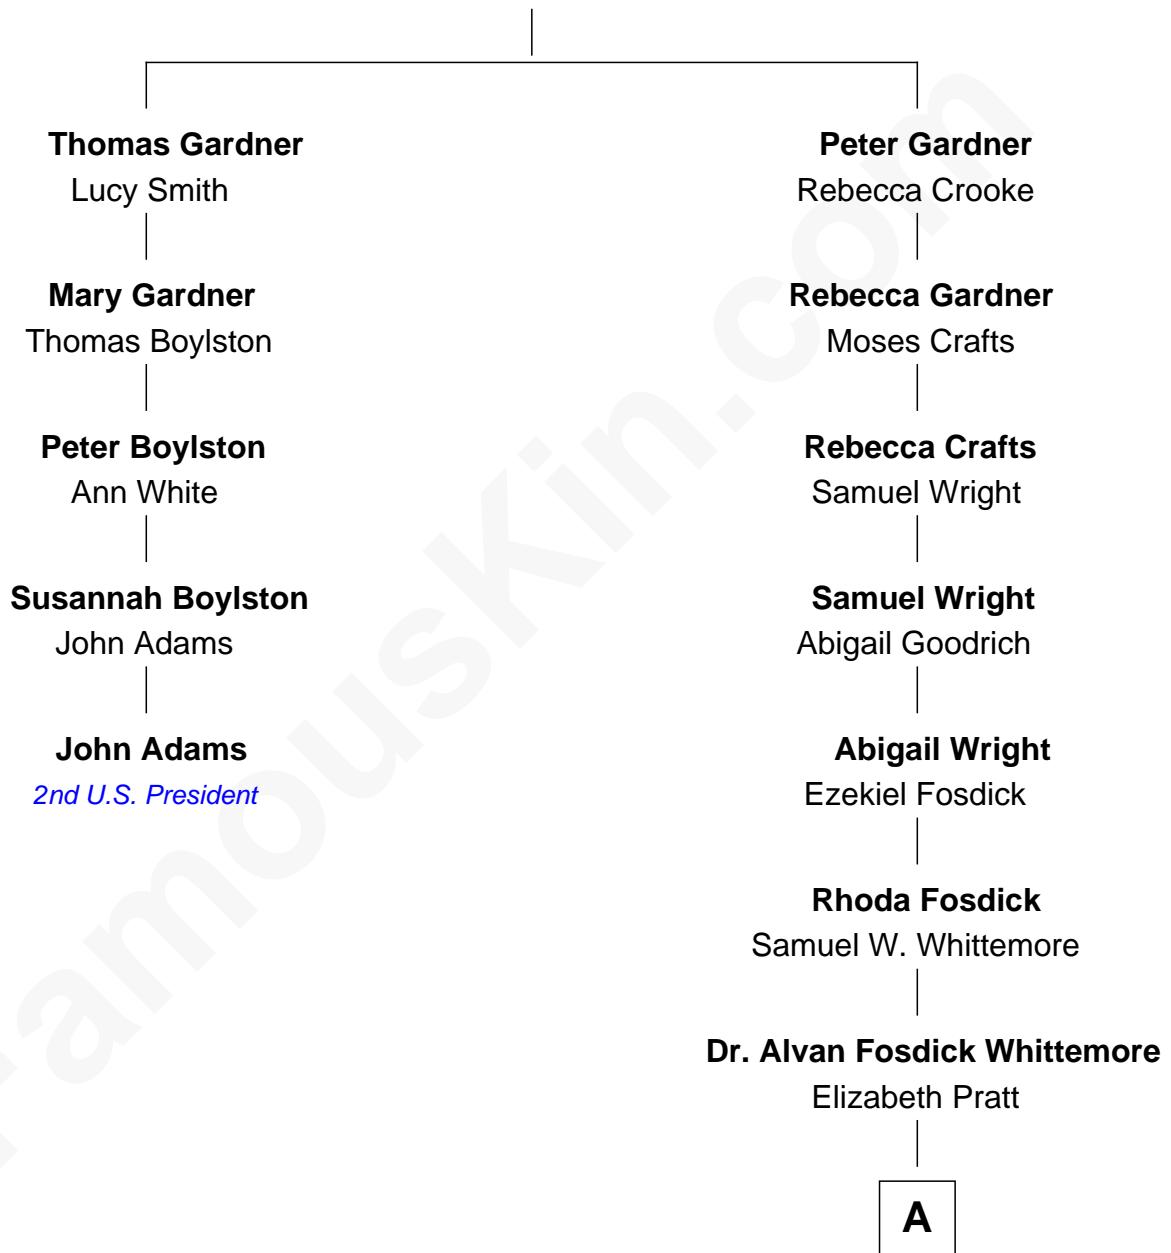 Thomas Gardner
Lucy Smith
Mary Gardner
Thomas Boylston
Peter Boylston
Ann White
Susannah Boylston
John Adams
John Adams
2nd U.S. President
Peter Gardner
Rebecca Crooke
Rebecca Gardner
Moses Crafts
Rebecca Crafts
Samuel Wright
Samuel Wright
Abigail Goodrich
Abigail Wright
Ezekiel Fosdick
Rhoda Fosdick
Samuel W. Whittemore
Dr. Alvan Fosdick Whittemore
Elizabeth Pratt
A
FamousKin.com